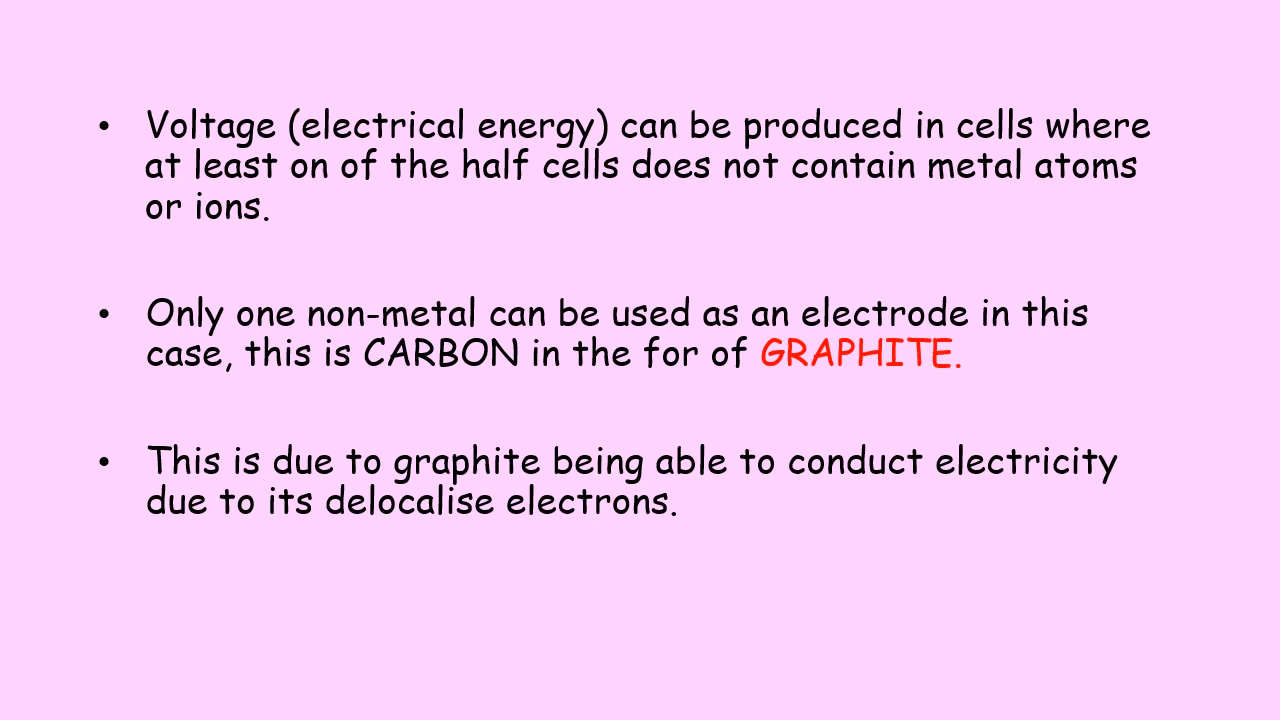 • Voltage (electrical energy) can be produced in cells where
at least on of the half cells does not contain metal atoms
or ions.
• Only one non-metal can be used as an electrode in this
case, this is CARBON in the for of GRAPHITE.
• This is due to graphite being able to conduct electricity
due to its delocalise electrons.